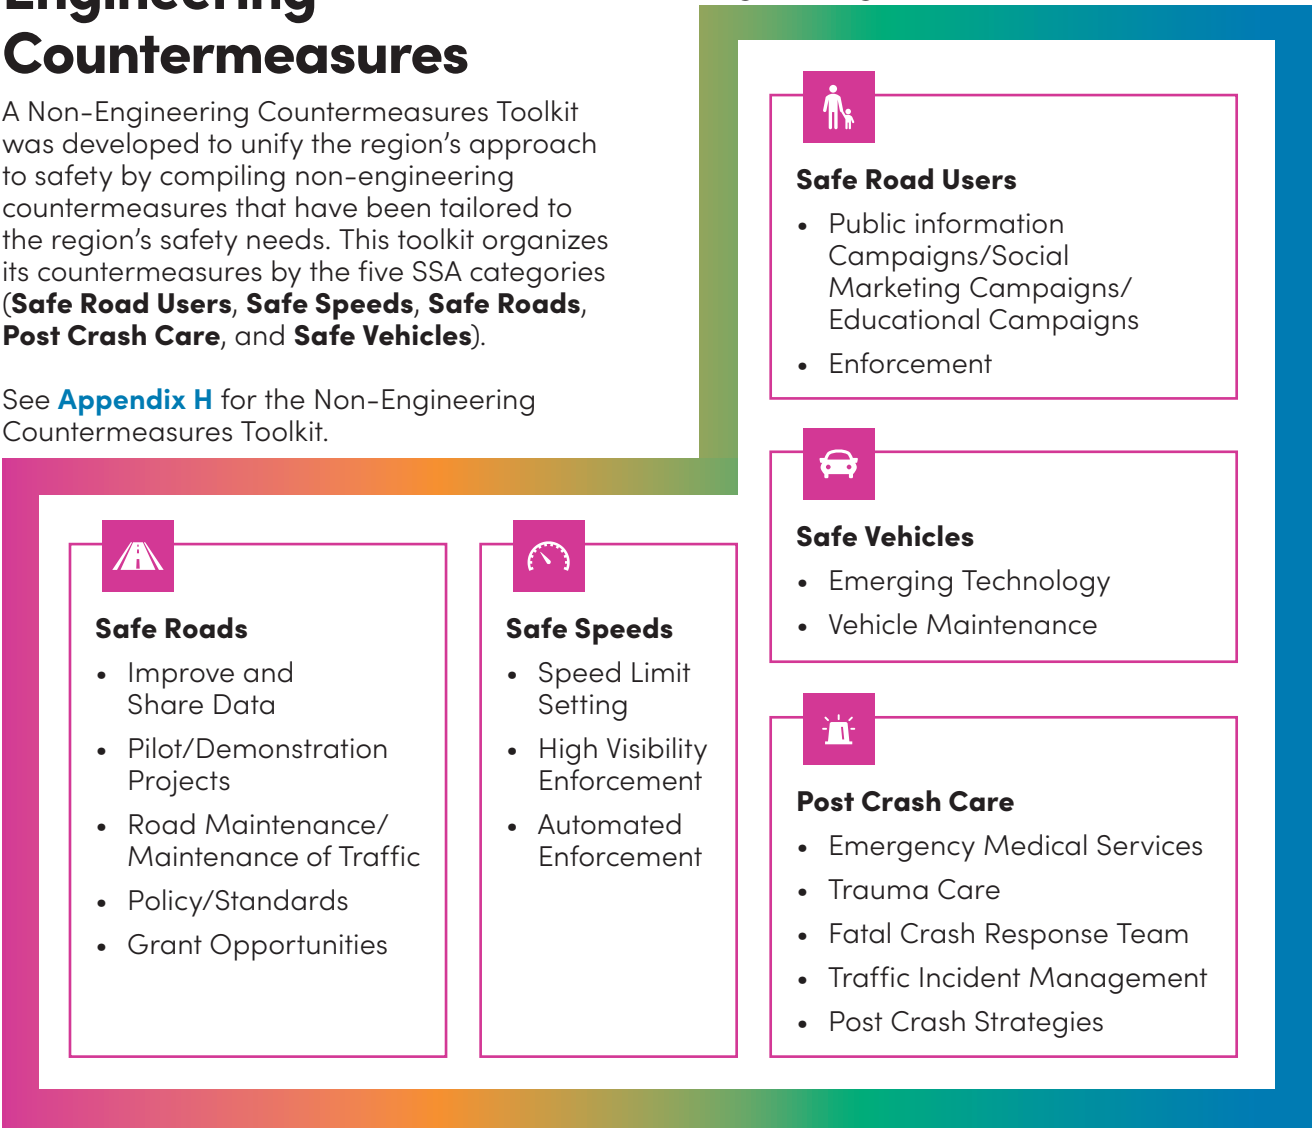 Engineering
Countermeasures
A Non-Engineering Countermeasures Toolkit
was developed to unify the region’s approach
to safety by compiling non-engineering
countermeasures that have been tailored to
the region’s safety needs. This toolkit organizes
its countermeasures by the five SSA categories
(Safe Road Users, Safe Speeds, Safe Roads,
Post Crash Care, and Safe Vehicles).
See Appendix H for the Non-Engineering
Countermeasures Toolkit.
Safe Roads
• Improve and
Share Data
• Pilot/Demonstration
Projects
• Road Maintenance/
Maintenance of Traffic
• Policy/Standards
• Grant Opportunities
Safe Speeds
• Speed Limit
Setting
• High Visibility
Enforcement
• Automated
Enforcement
Safe Road Users
• Public information
Campaigns/Social
Marketing Campaigns/
Educational Campaigns
• Enforcement
Safe Vehicles
• Emerging Technology
• Vehicle Maintenance
Post Crash Care
• Emergency Medical Services
• Trauma Care
• Fatal Crash Response Team
• Traffic Incident Management
• Post Crash Strategies